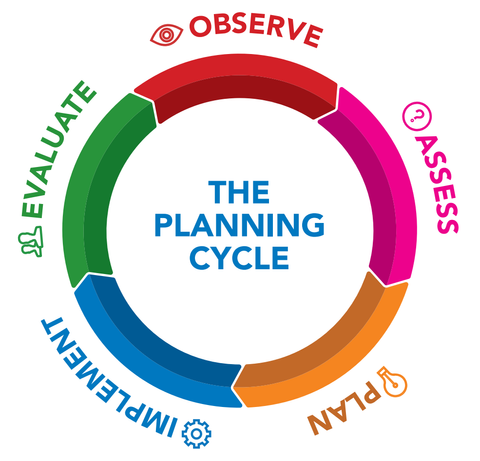 OBSERVE
ASSESS
PLAN
IMPLEMENT
EVALUATE
THE
PLANNING
CYCLE